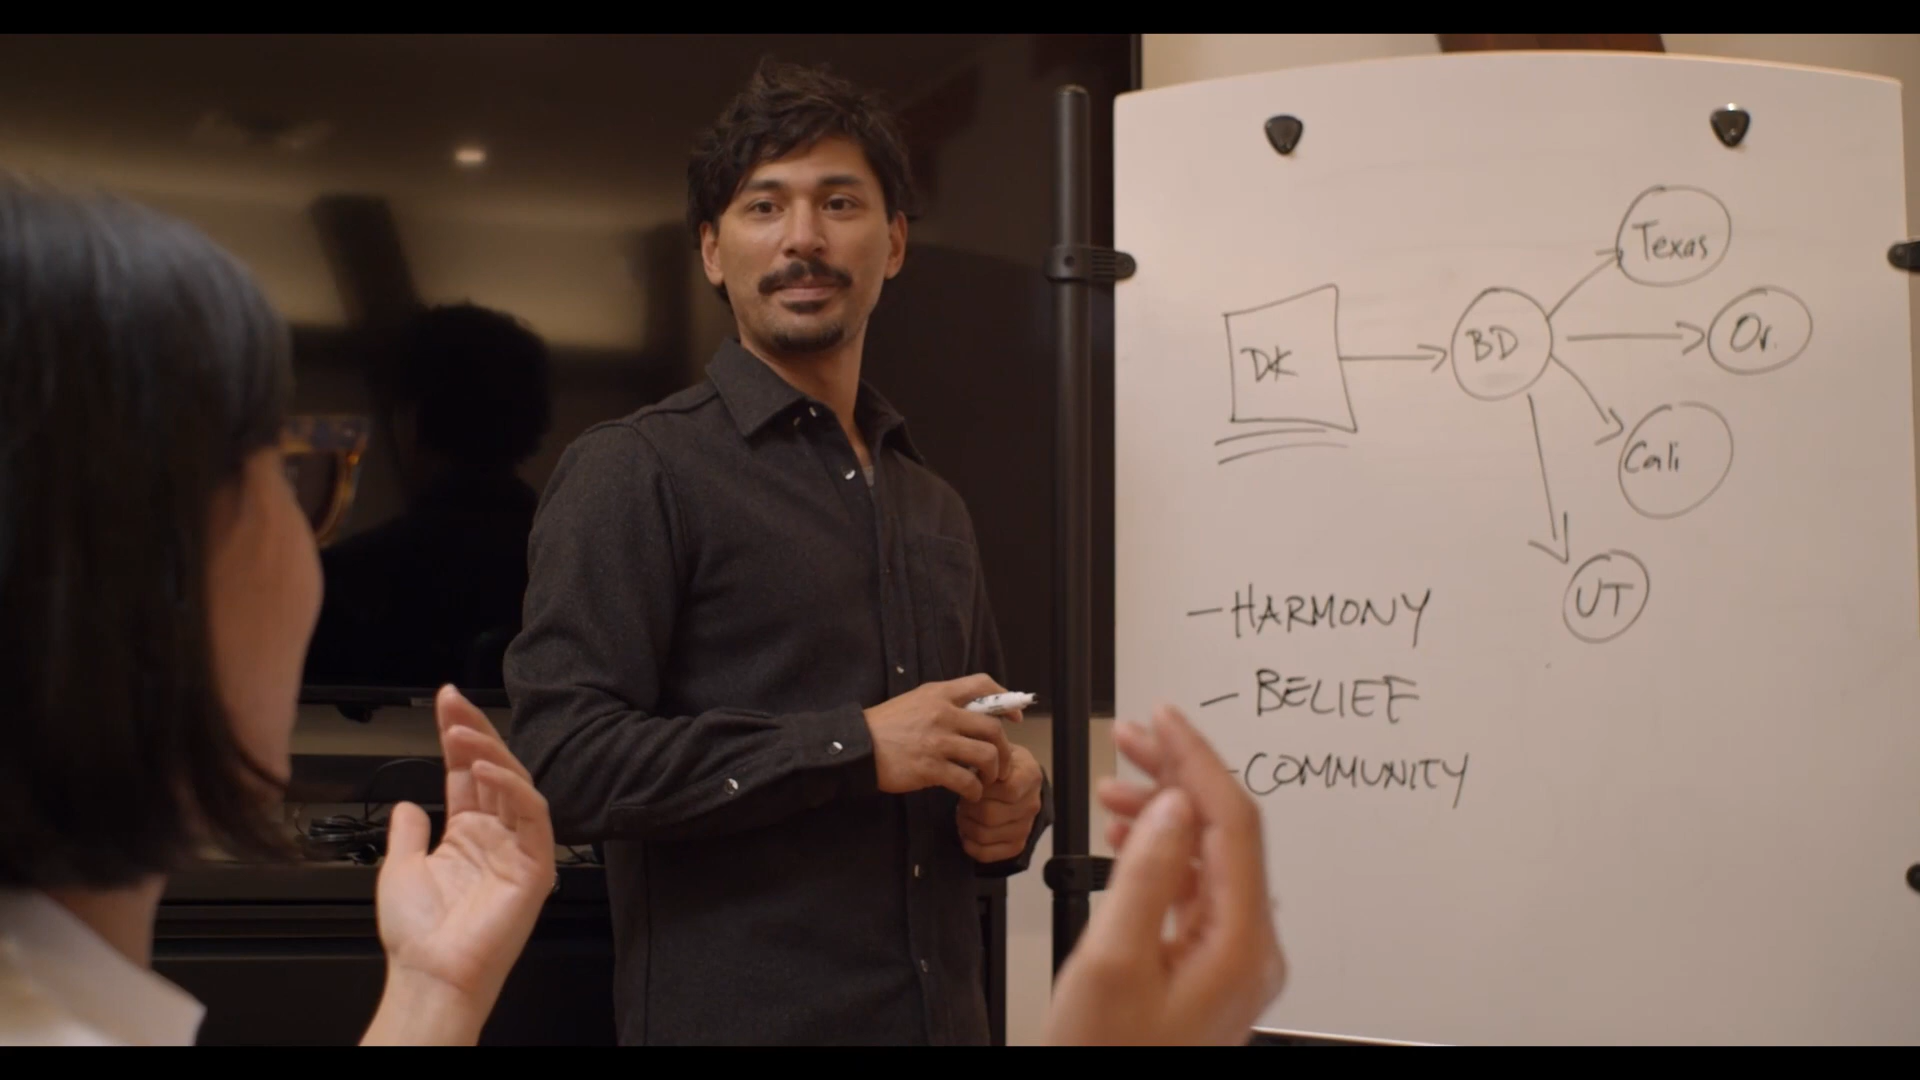 Texas
DK
BD
Or.
Cali
UT
- HARMONY
- BELIEF
- COMMUNITY